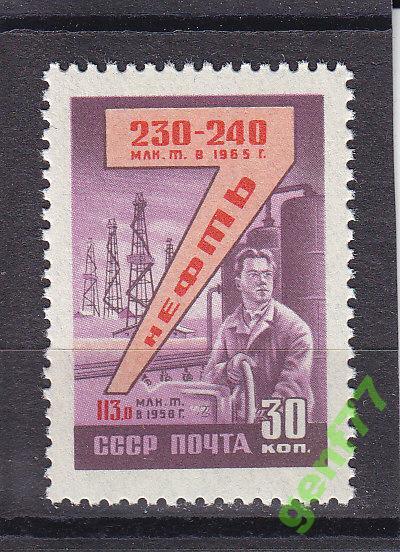 230-240
МЛН. Т. В 1965 Г.
НЕФТЬ
113,0 МЛН. Т.
В 1958 Г.
СССР ПОЧТА 30
КОП.
genf77